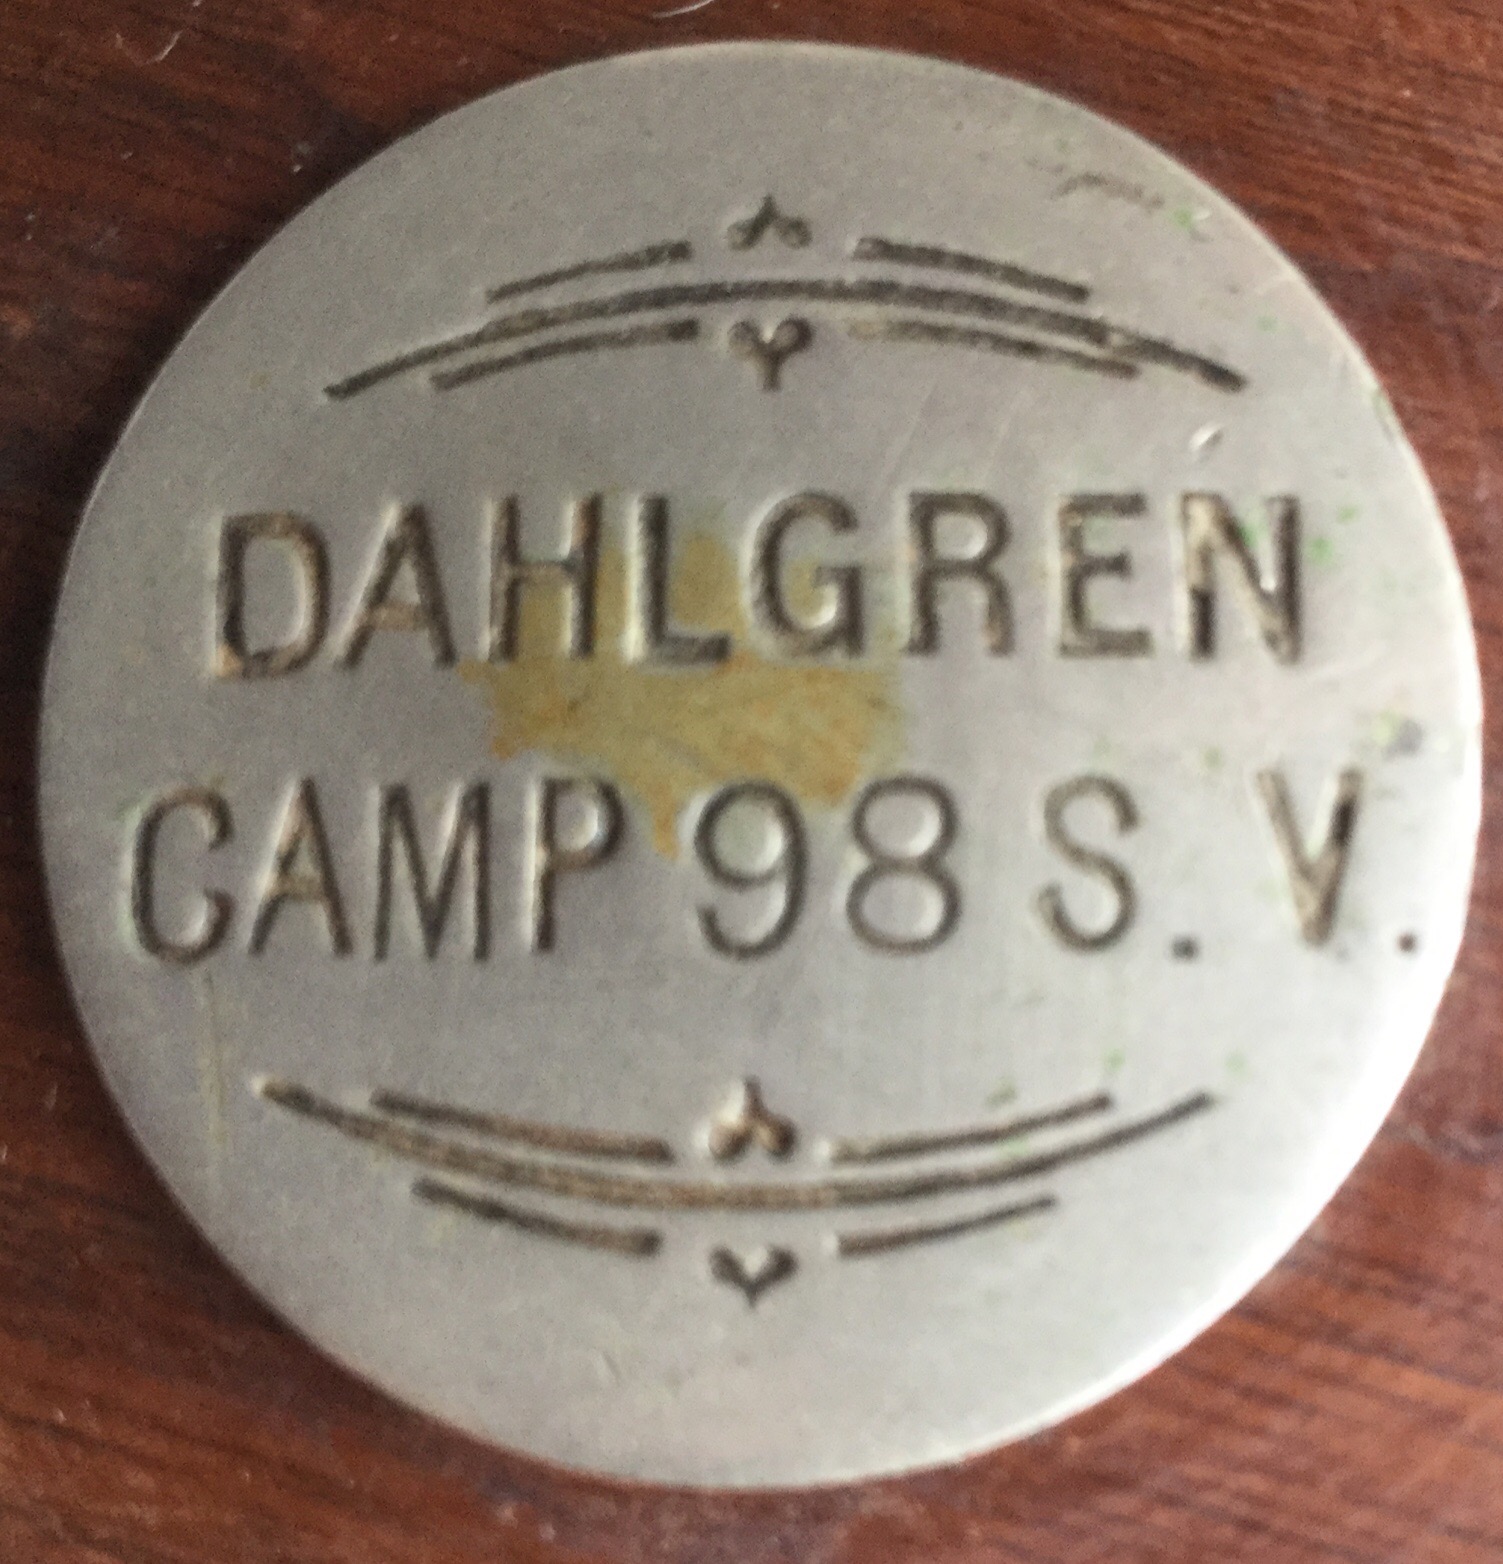 DAHLGREN
CAMP 98 S. V.